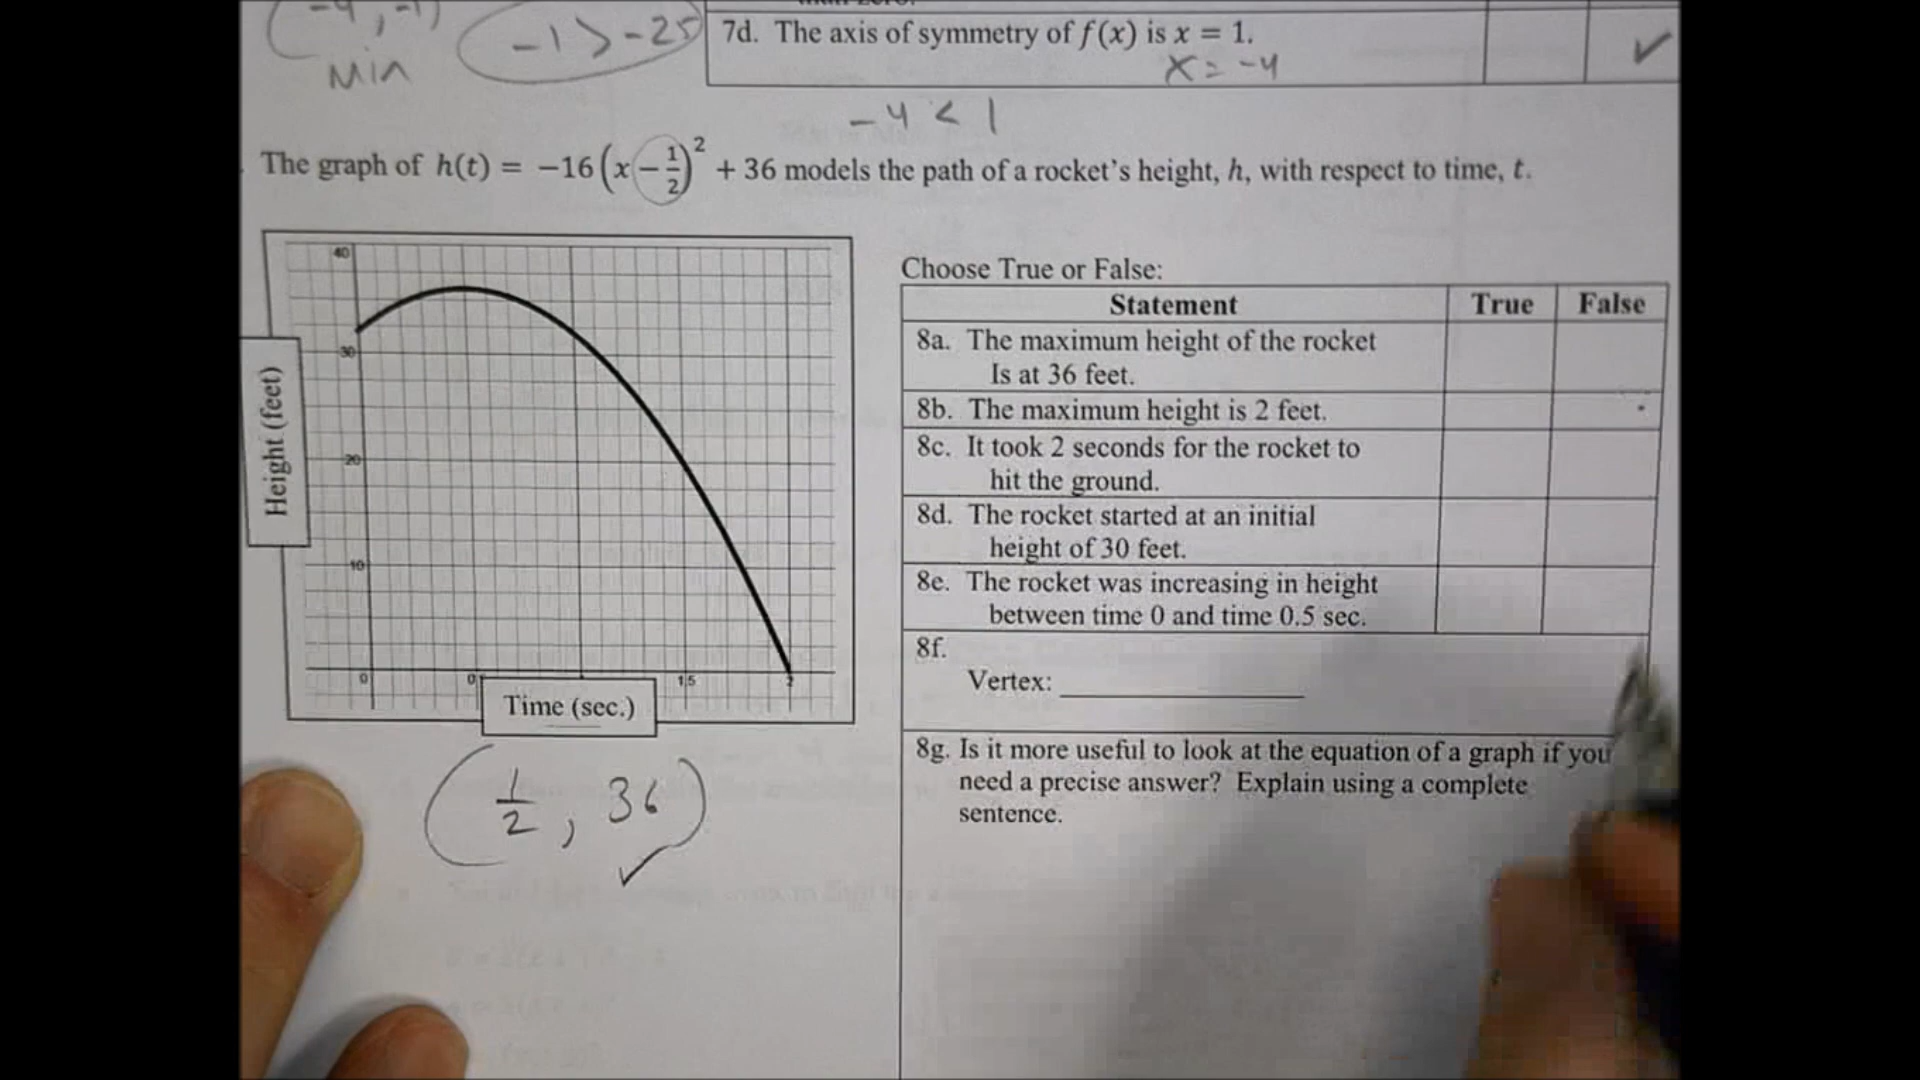 (-4, -1)
Min
-1 > -25
7d. The axis of symmetry of f(x) is x = 1.
x = -4
✓
-4 < 1
The graph of h(t) = −16(x − 1/2)² + 36 models the path of a rocket's height, h, with respect to time, t.
40
30
20
10
0
1.5
2
Height (feet)
Time (sec.)
(1/2, 36)
✓
Choose True or False:
Statement True False
8a. The maximum height of the rocket
Is at 36 feet.
8b. The maximum height is 2 feet.
8c. It took 2 seconds for the rocket to
hit the ground.
8d. The rocket started at an initial
height of 30 feet.
8e. The rocket was increasing in height
between time 0 and time 0.5 sec.
8f.
Vertex:
8g. Is it more useful to look at the equation of a graph if you
need a precise answer? Explain using a complete
sentence.